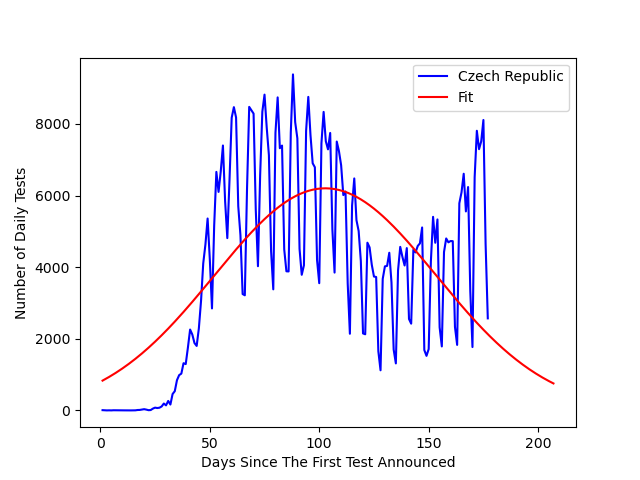 Czech Republic
Fit
Number of Daily Tests
8000
6000
4000
2000
0
0
50
100
150
200
Days Since The First Test Announced